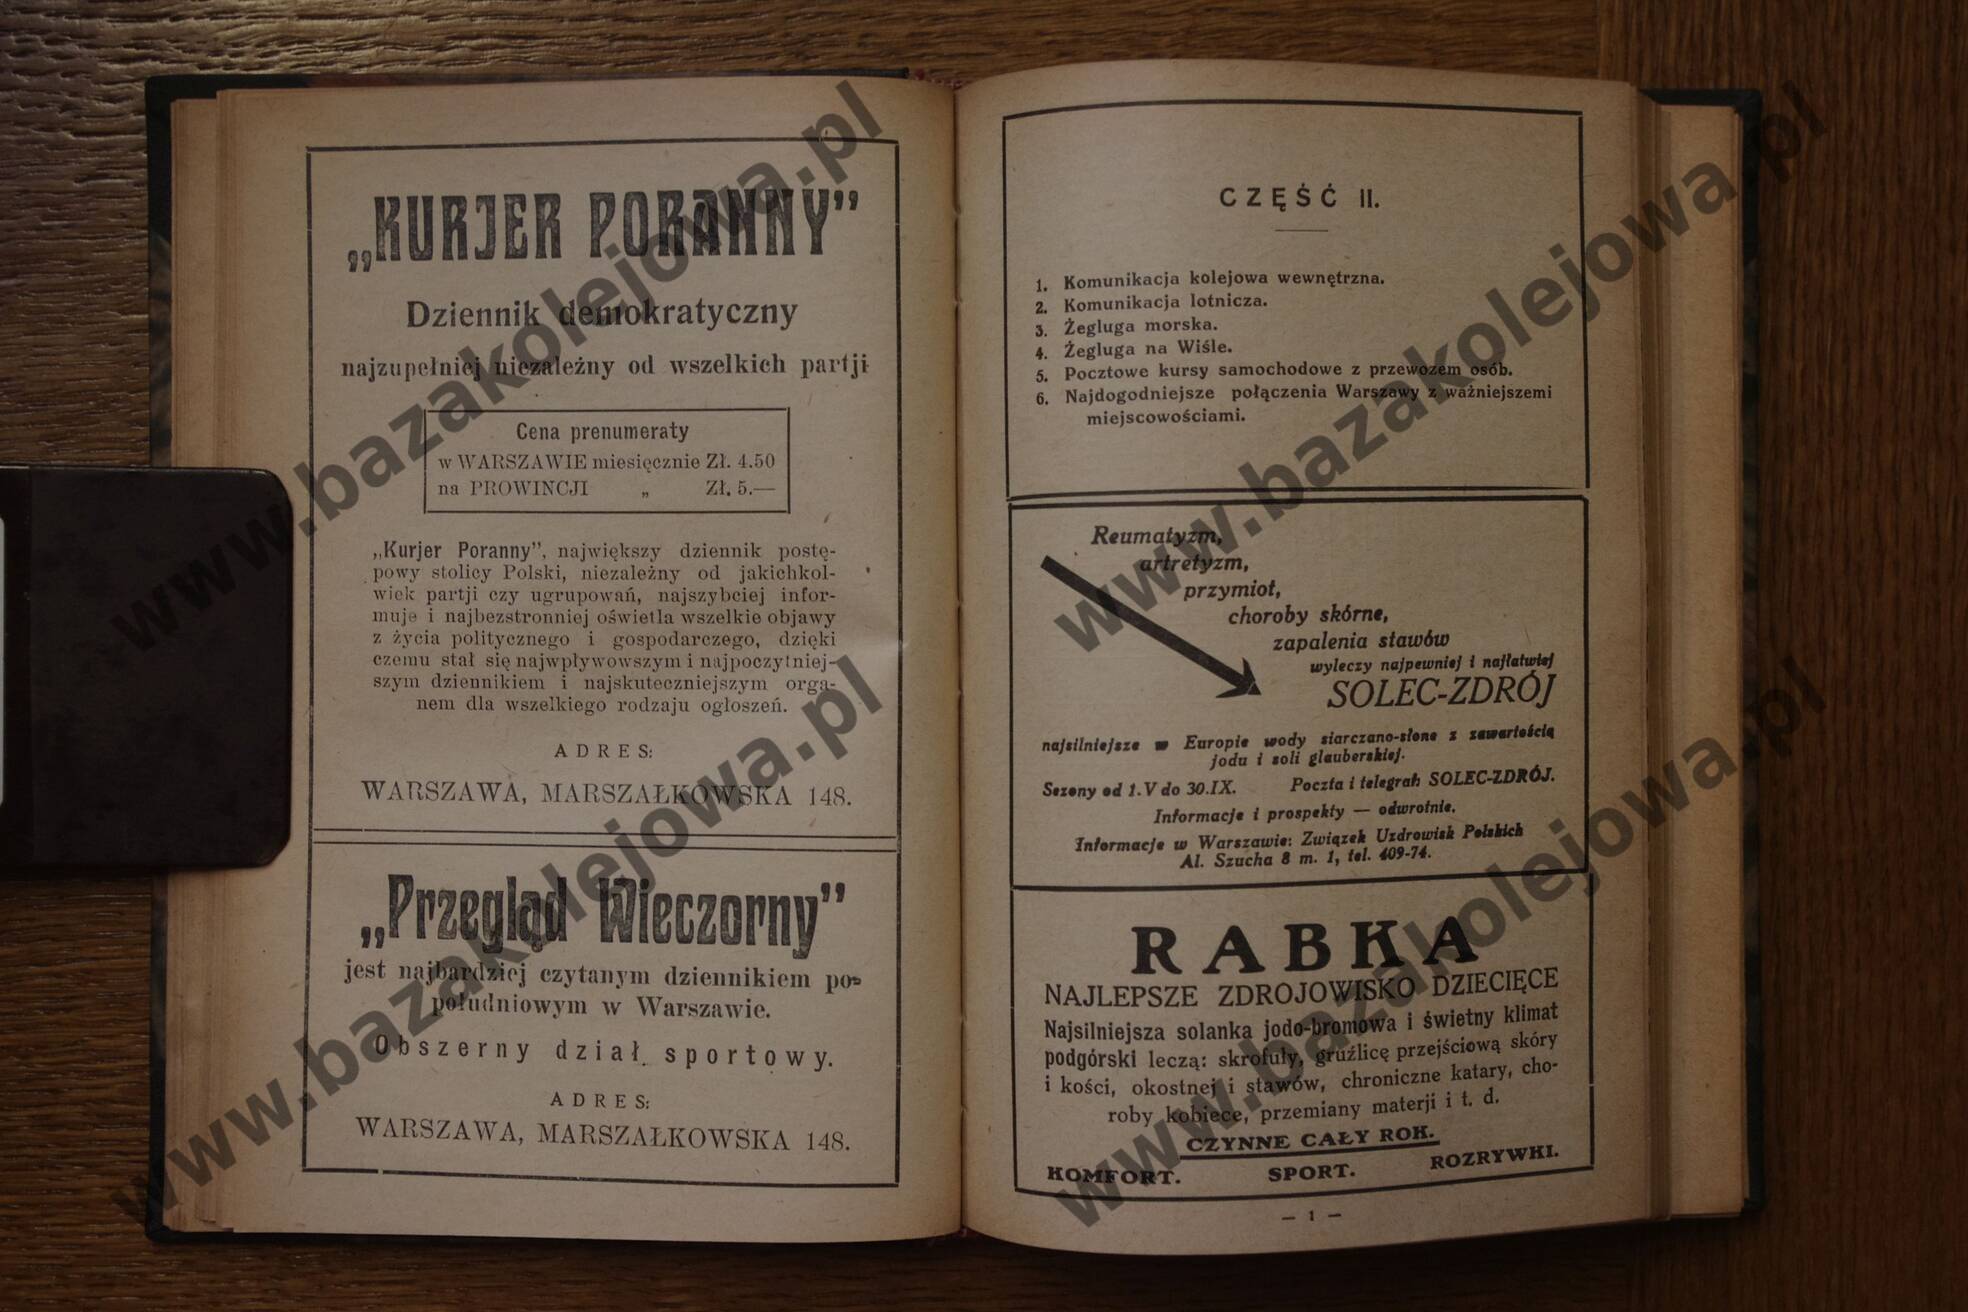 „KURJER PORANNY”
Dziennik demokratyczny
najzupełniej niezależny od wszelkich partji
Cena prenumeraty
w WARSZAWIE miesięcznie Zł. 4.50
na PROWINCJI „ Zł. 5.—
„Kurjer Poranny”, największy dziennik postę-
powy stolicy Polski, niezależny od jakichkol-
wiek partji czy ugrupowań, najszybciej infor-
muje i najbezstronniej oświetla wszelkie objawy
z życia politycznego i gospodarczego, dzięki
czemu stał się najwpływowszym i najpoczytniej-
szym dziennikiem i najskuteczniejszym orga-
nem dla wszelkiego rodzaju ogłoszeń.
ADRES:
WARSZAWA, MARSZAŁKOWSKA 148.
„Przegląd Wieczorny”
jest najbardziej czytanym dziennikiem po-
południowym w Warszawie.
Obszerny dział sportowy.
ADRES:
WARSZAWA, MARSZAŁKOWSKA 148.
CZĘŚĆ II.
1. Komunikacja kolejowa wewnętrzna.
2. Komunikacja lotnicza.
3. Żegluga morska.
4. Żegluga na Wiśle.
5. Pocztowe kursy samochodowe z przewozem osób.
6. Najdogodniejsze połączenia Warszawy z ważniejszemi
miejscowościami.
Reumatyzm,
artretyzm,
przymiot,
choroby skórne,
zapalenia stawów
wyleczy najpewniej i najłatwiej
SOLEC-ZDRÓJ
najsilniejsze w Europie wody siarczano-słone z zawartością
jodu i soli glauberskiej.
Sezony od 1.V do 30.IX. Poczta i telegraf: SOLEC-ZDRÓJ.
Informacje i prospekty — odwrotnie.
Informacje w Warszawie: Związek Uzdrowisk Polskich
Al. Szucha 8 m. 1, tel. 409-74.
RABKA
NAJLEPSZE ZDROJOWISKO DZIECIĘCE
Najsilniejsza solanka jodo-bromowa i świetny klimat
podgórski leczą: skrofuły, gruźlicę przejściową skóry
i kości, okostnej i stawów, chroniczne katary, cho-
roby kobiece, przemiany materji i t. d.
CZYNNE CAŁY ROK.
KOMFORT. SPORT. ROZRYWKI.
— 1 —
www.bazakolejowa.pl
www.bazakolejowa.pl
www.bazakolejowa.pl
www.bazakolejowa.pl